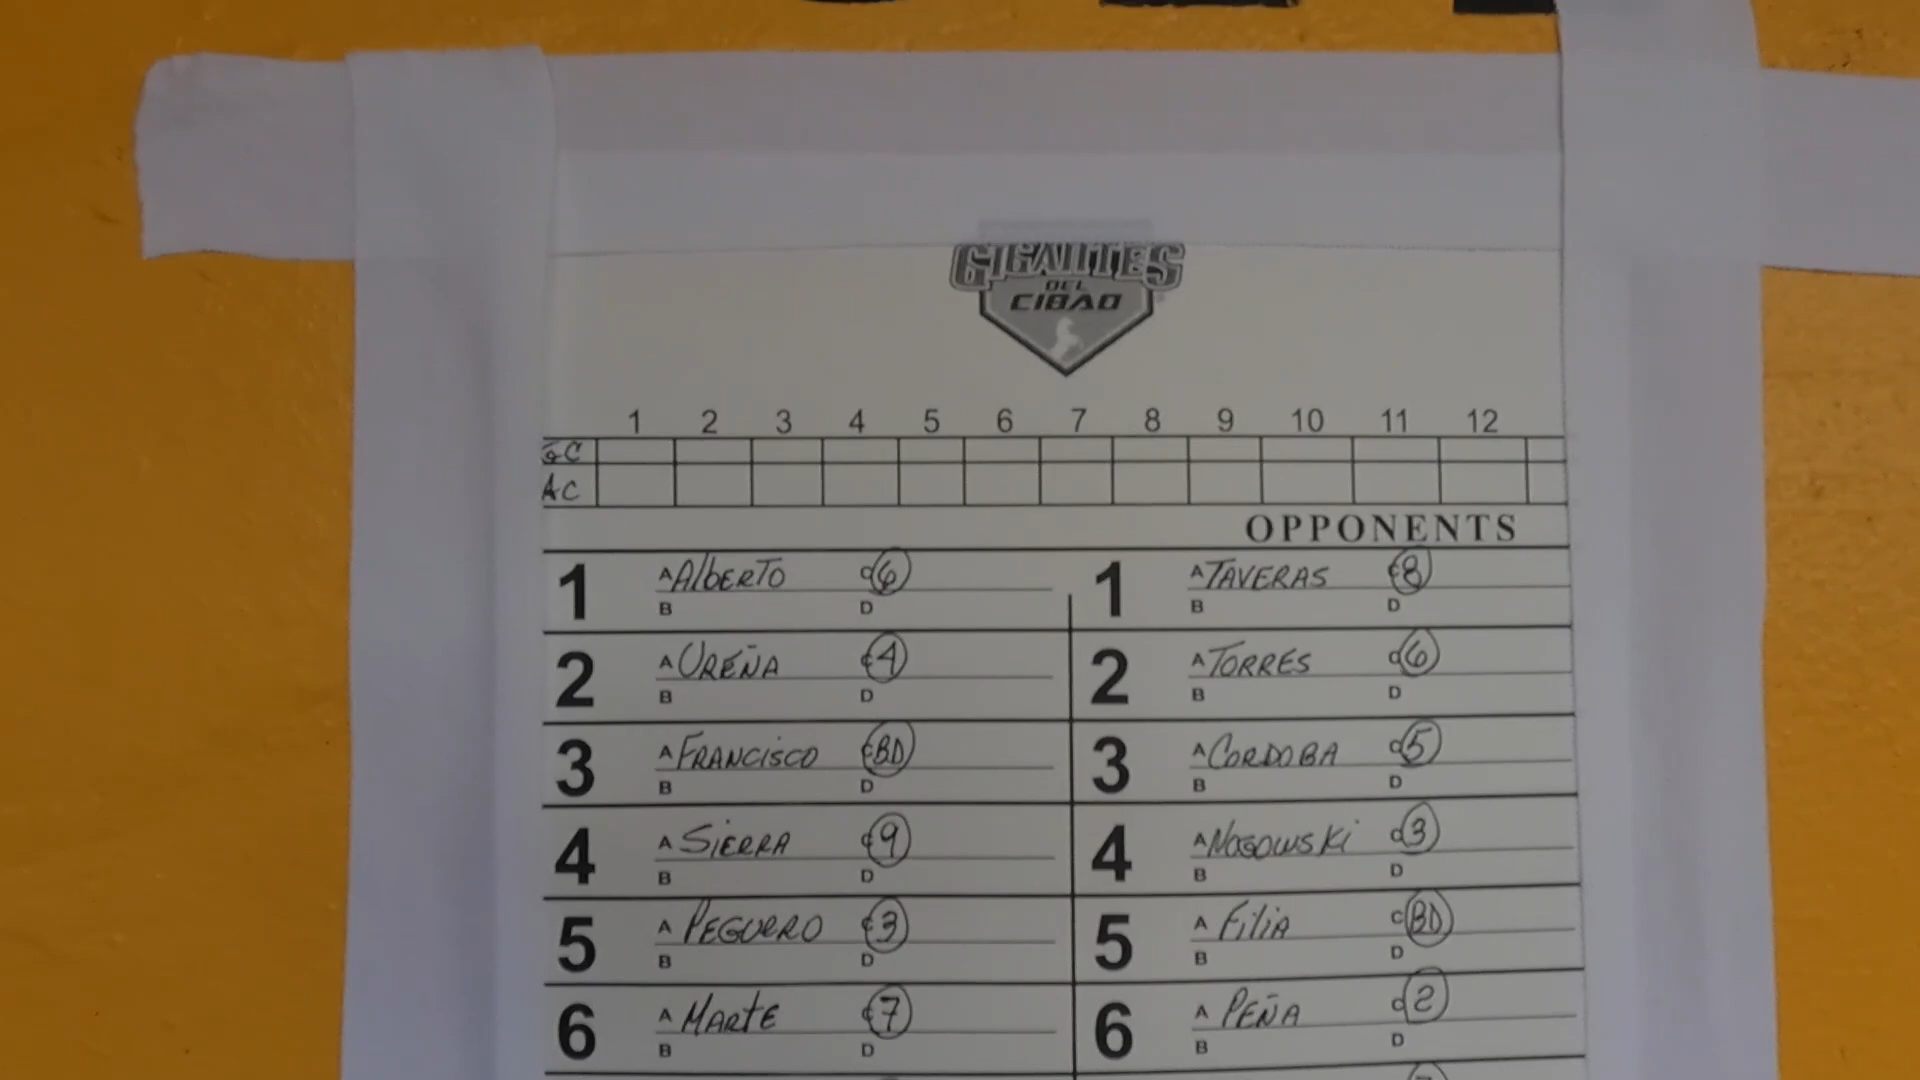 GIGANTES
DEL
CIBAO
1 2 3 4 5 6 7 8 9 10 11 12
GC
AC
OPPONENTS
1 A Alberto C 6 1 A TAVERAS C 8
B D B D
2 A UREÑA C 4 2 A TORRES C 6
B D B D
3 A FRANCISCO C BD 3 A CORDOBA C 5
B D B D
4 A SIERRA C 9 4 A NOGOWSKI C 3
B D B D
5 A PEGUERO C 3 5 A FILIA C BD
B D B D
6 A MARTE C 7 6 A PEÑA C 2
B D B D